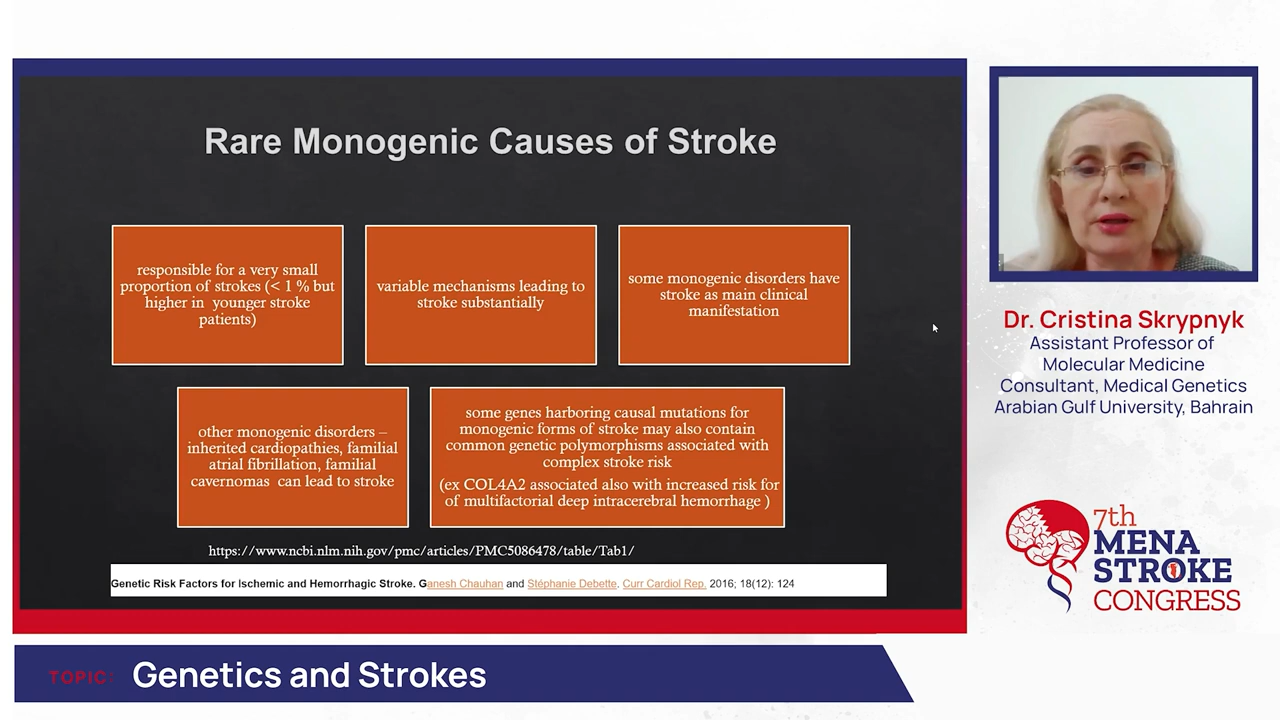 Rare Monogenic Causes of Stroke
responsible for a very small
proportion of strokes (< 1 % but
higher in younger stroke
patients)
variable mechanisms leading to
stroke substantially
some monogenic disorders have
stroke as main clinical
manifestation
other monogenic disorders –
inherited cardiopathies, familial
atrial fibrillation, familial
cavernomas can lead to stroke
some genes harboring causal mutations for
monogenic forms of stroke may also contain
common genetic polymorphisms associated with
complex stroke risk
(ex COL4A2 associated also with increased risk for
of multifactorial deep intracerebral hemorrhage )
https://www.ncbi.nlm.nih.gov/pmc/articles/PMC5086478/table/Tab1/
Genetic Risk Factors for Ischemic and Hemorrhagic Stroke. Ganesh Chauhan and Stéphanie Debette. Curr Cardiol Rep. 2016; 18(12): 124
Dr. Cristina Skrypnyk
Assistant Professor of
Molecular Medicine
Consultant, Medical Genetics
Arabian Gulf University, Bahrain
7th
MENA
STROKE
CONGRESS
TOPIC:
Genetics and Strokes